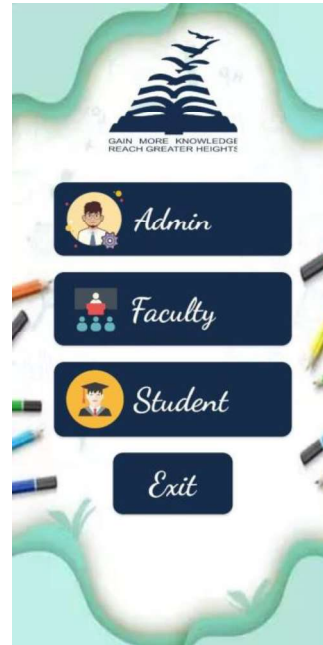 GAIN MORE KNOWLEDGE
REACH GREATER HEIGHTS
Admin
Faculty
Student
Exit